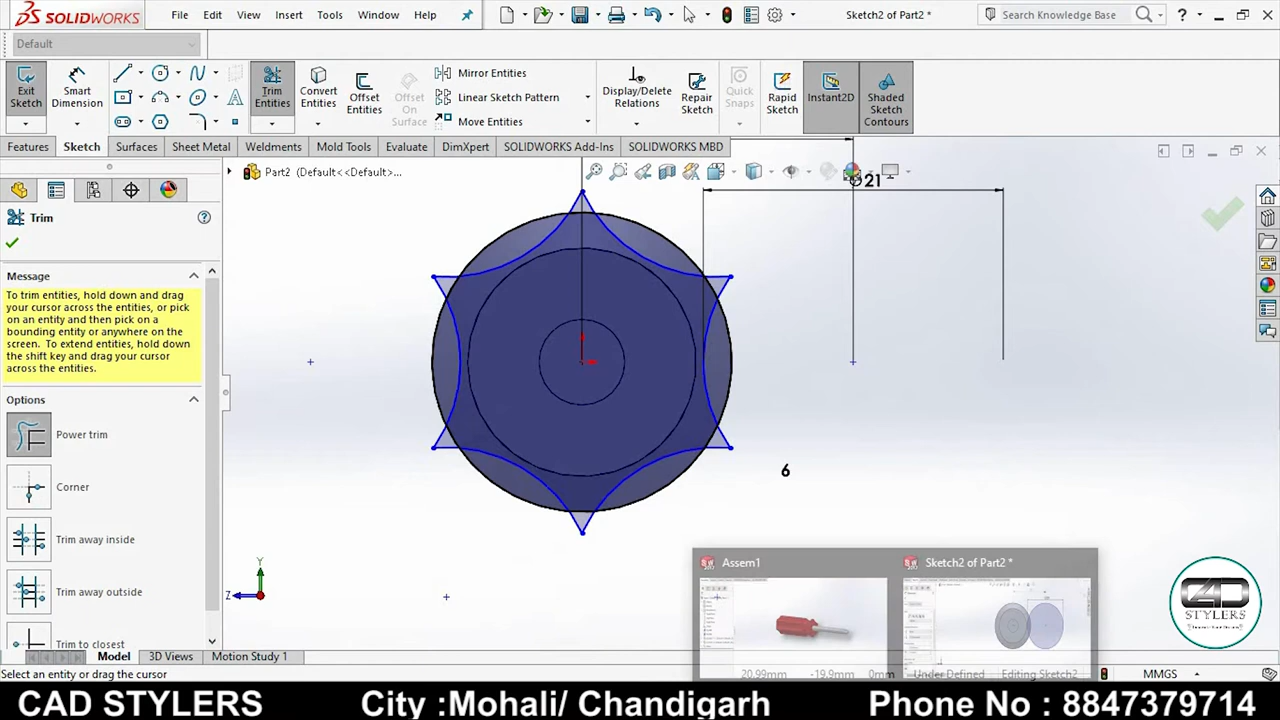 SOLIDWORKS
File Edit View Insert Tools Window Help
Sketch2 of Part2 *
Search Knowledge Base
?
Default
Exit Sketch
Smart Dimension
Trim Entities
Convert Entities
Offset Entities
Offset On Surface
Mirror Entities
Linear Sketch Pattern
Move Entities
Display/Delete Relations
Repair Sketch
Quick Snaps
Rapid Sketch
Instant2D
Shaded Sketch Contours
Features Sketch Surfaces Sheet Metal Weldments Mold Tools Evaluate DimXpert SOLIDWORKS Add-Ins SOLIDWORKS MBD
Part2 (Default<<Default>...
21
Trim
?
Message
To trim entities, hold down and drag
your cursor across the entities, or pick
on an entity and then pick on a
bounding entity or anywhere on the
screen. To extend entities, hold down
the shift key and drag your cursor
across the entities.
Options
Power trim
Corner
Trim away inside
Trim away outside
Trim to closest
6
Y
Z
Assem1
Sketch2 of Part2 *
STYLERS
Model 3D Views Motion Study 1
Select an entity or drag the cursor
20.99mm -19.9mm 0mm Under Defined Editing Sketch2
MMGS
CAD STYLERS City :Mohali/ Chandigarh Phone No : 8847379714